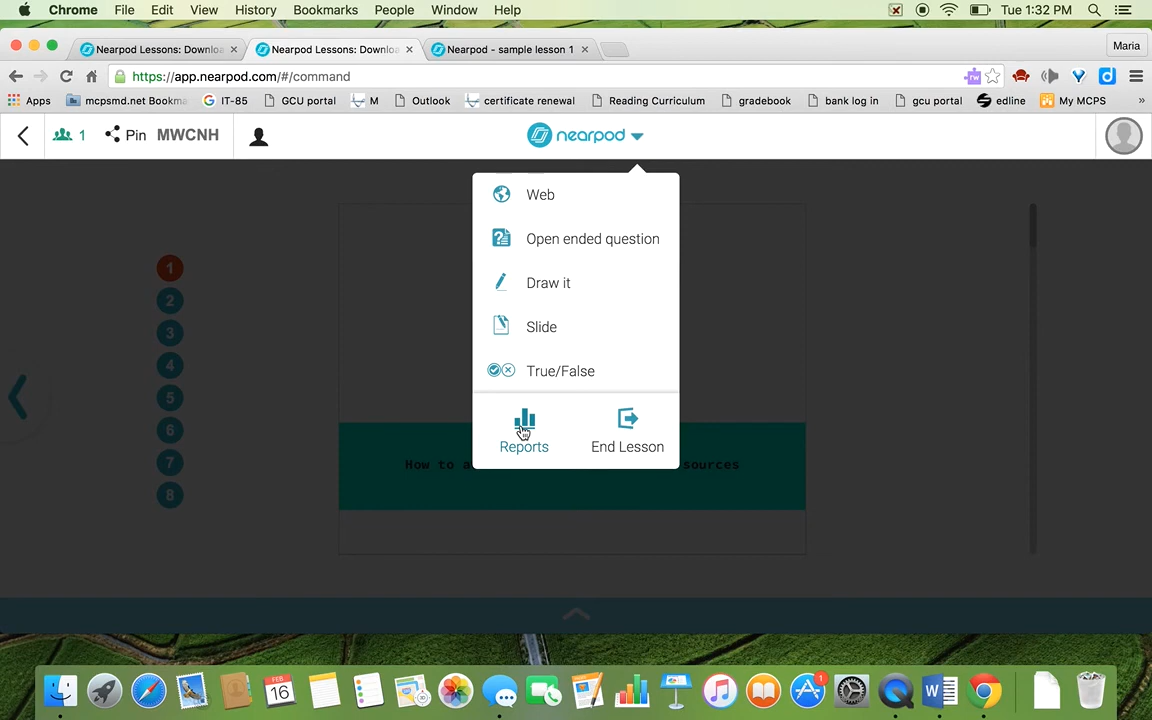 Chrome File Edit View History Bookmarks People Window Help Tue 1:32 PM
Nearpod Lessons: Downloa × Nearpod Lessons: Downloa × Nearpod - sample lesson 1 × Maria
https://app.nearpod.com/#/command
Apps mcpsmd.net Bookma IT-85 GCU portal M Outlook certificate renewal Reading Curriculum gradebook bank log in gcu portal edline My MCPS »
1 Pin MWCNH nearpod
Web
Open ended question
Draw it
Slide
True/False
Reports End Lesson
1
2
3
4
5
6
7
8
How to a sources
FEB
16
1